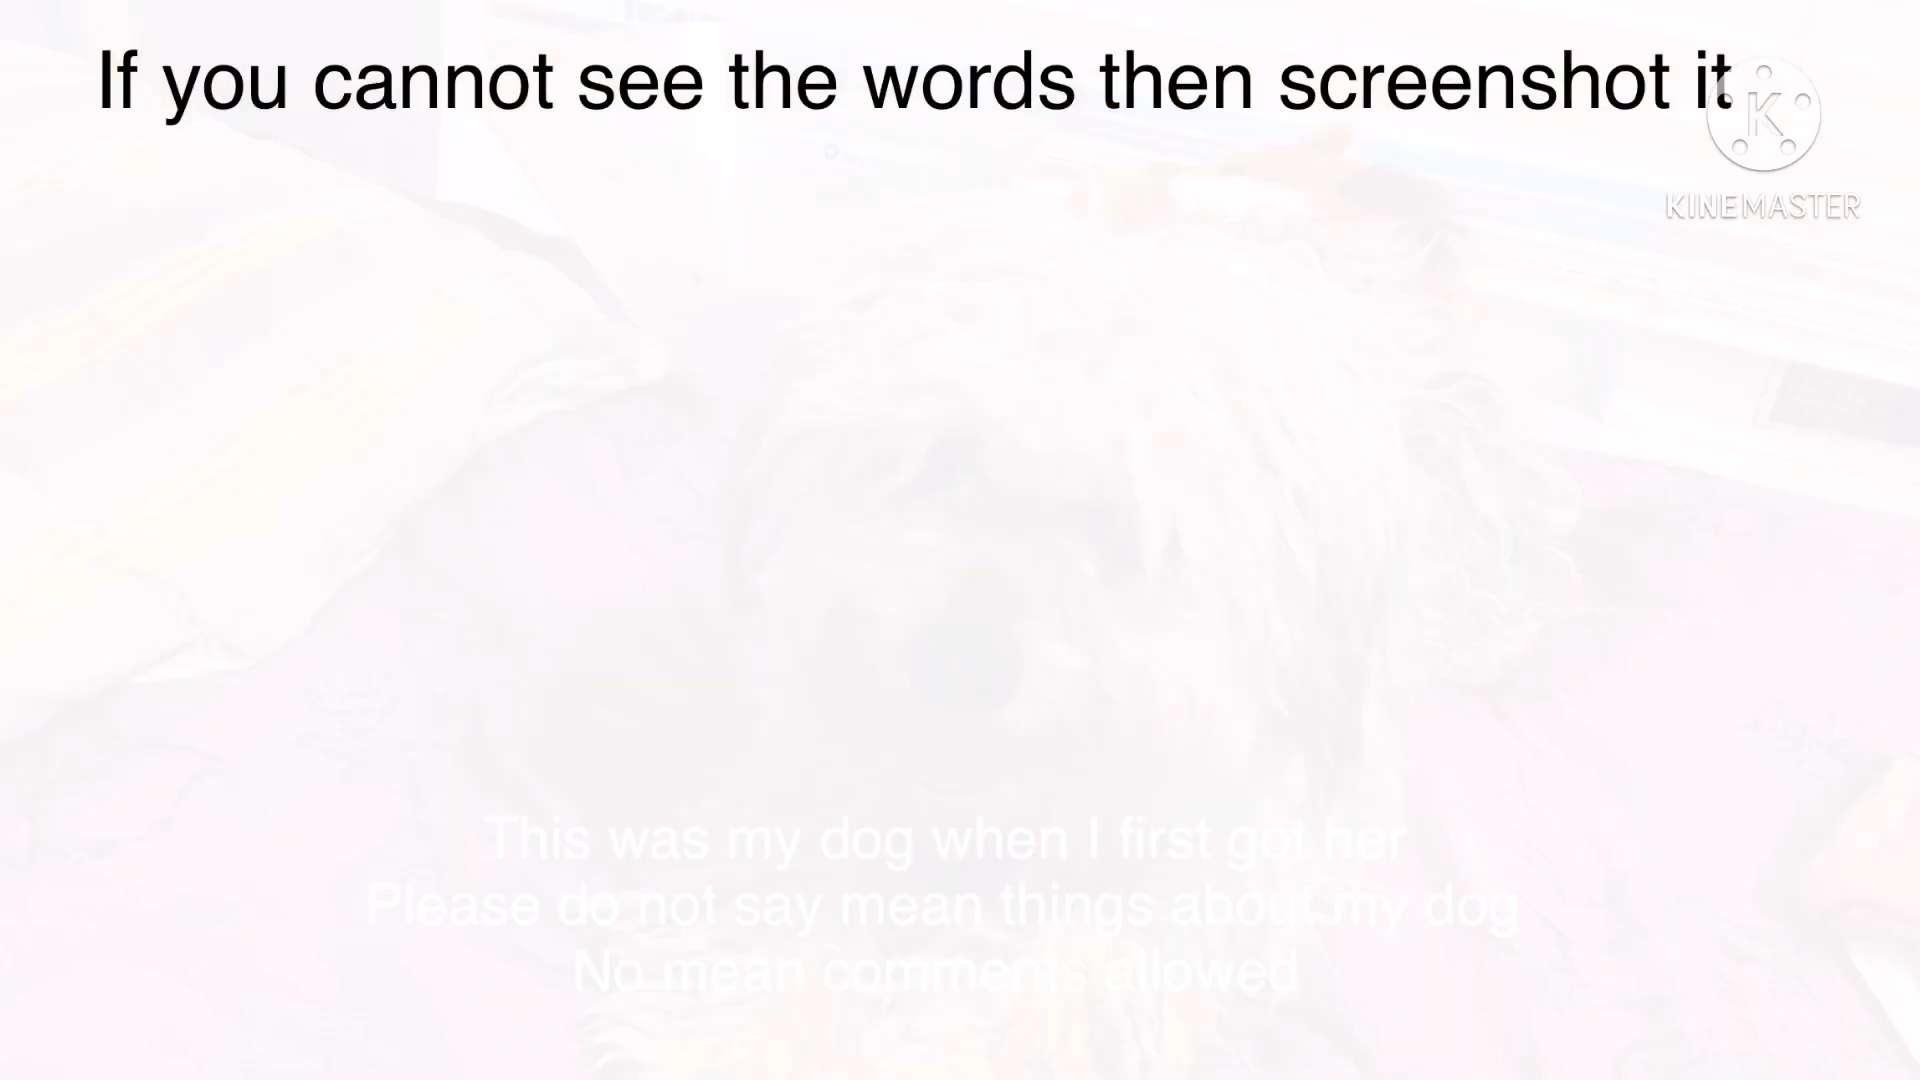 If you cannot see the words then screenshot it
K
KINEMASTER
This was my dog when I first got her
Please do not say mean things about my dog
No mean comments allowed